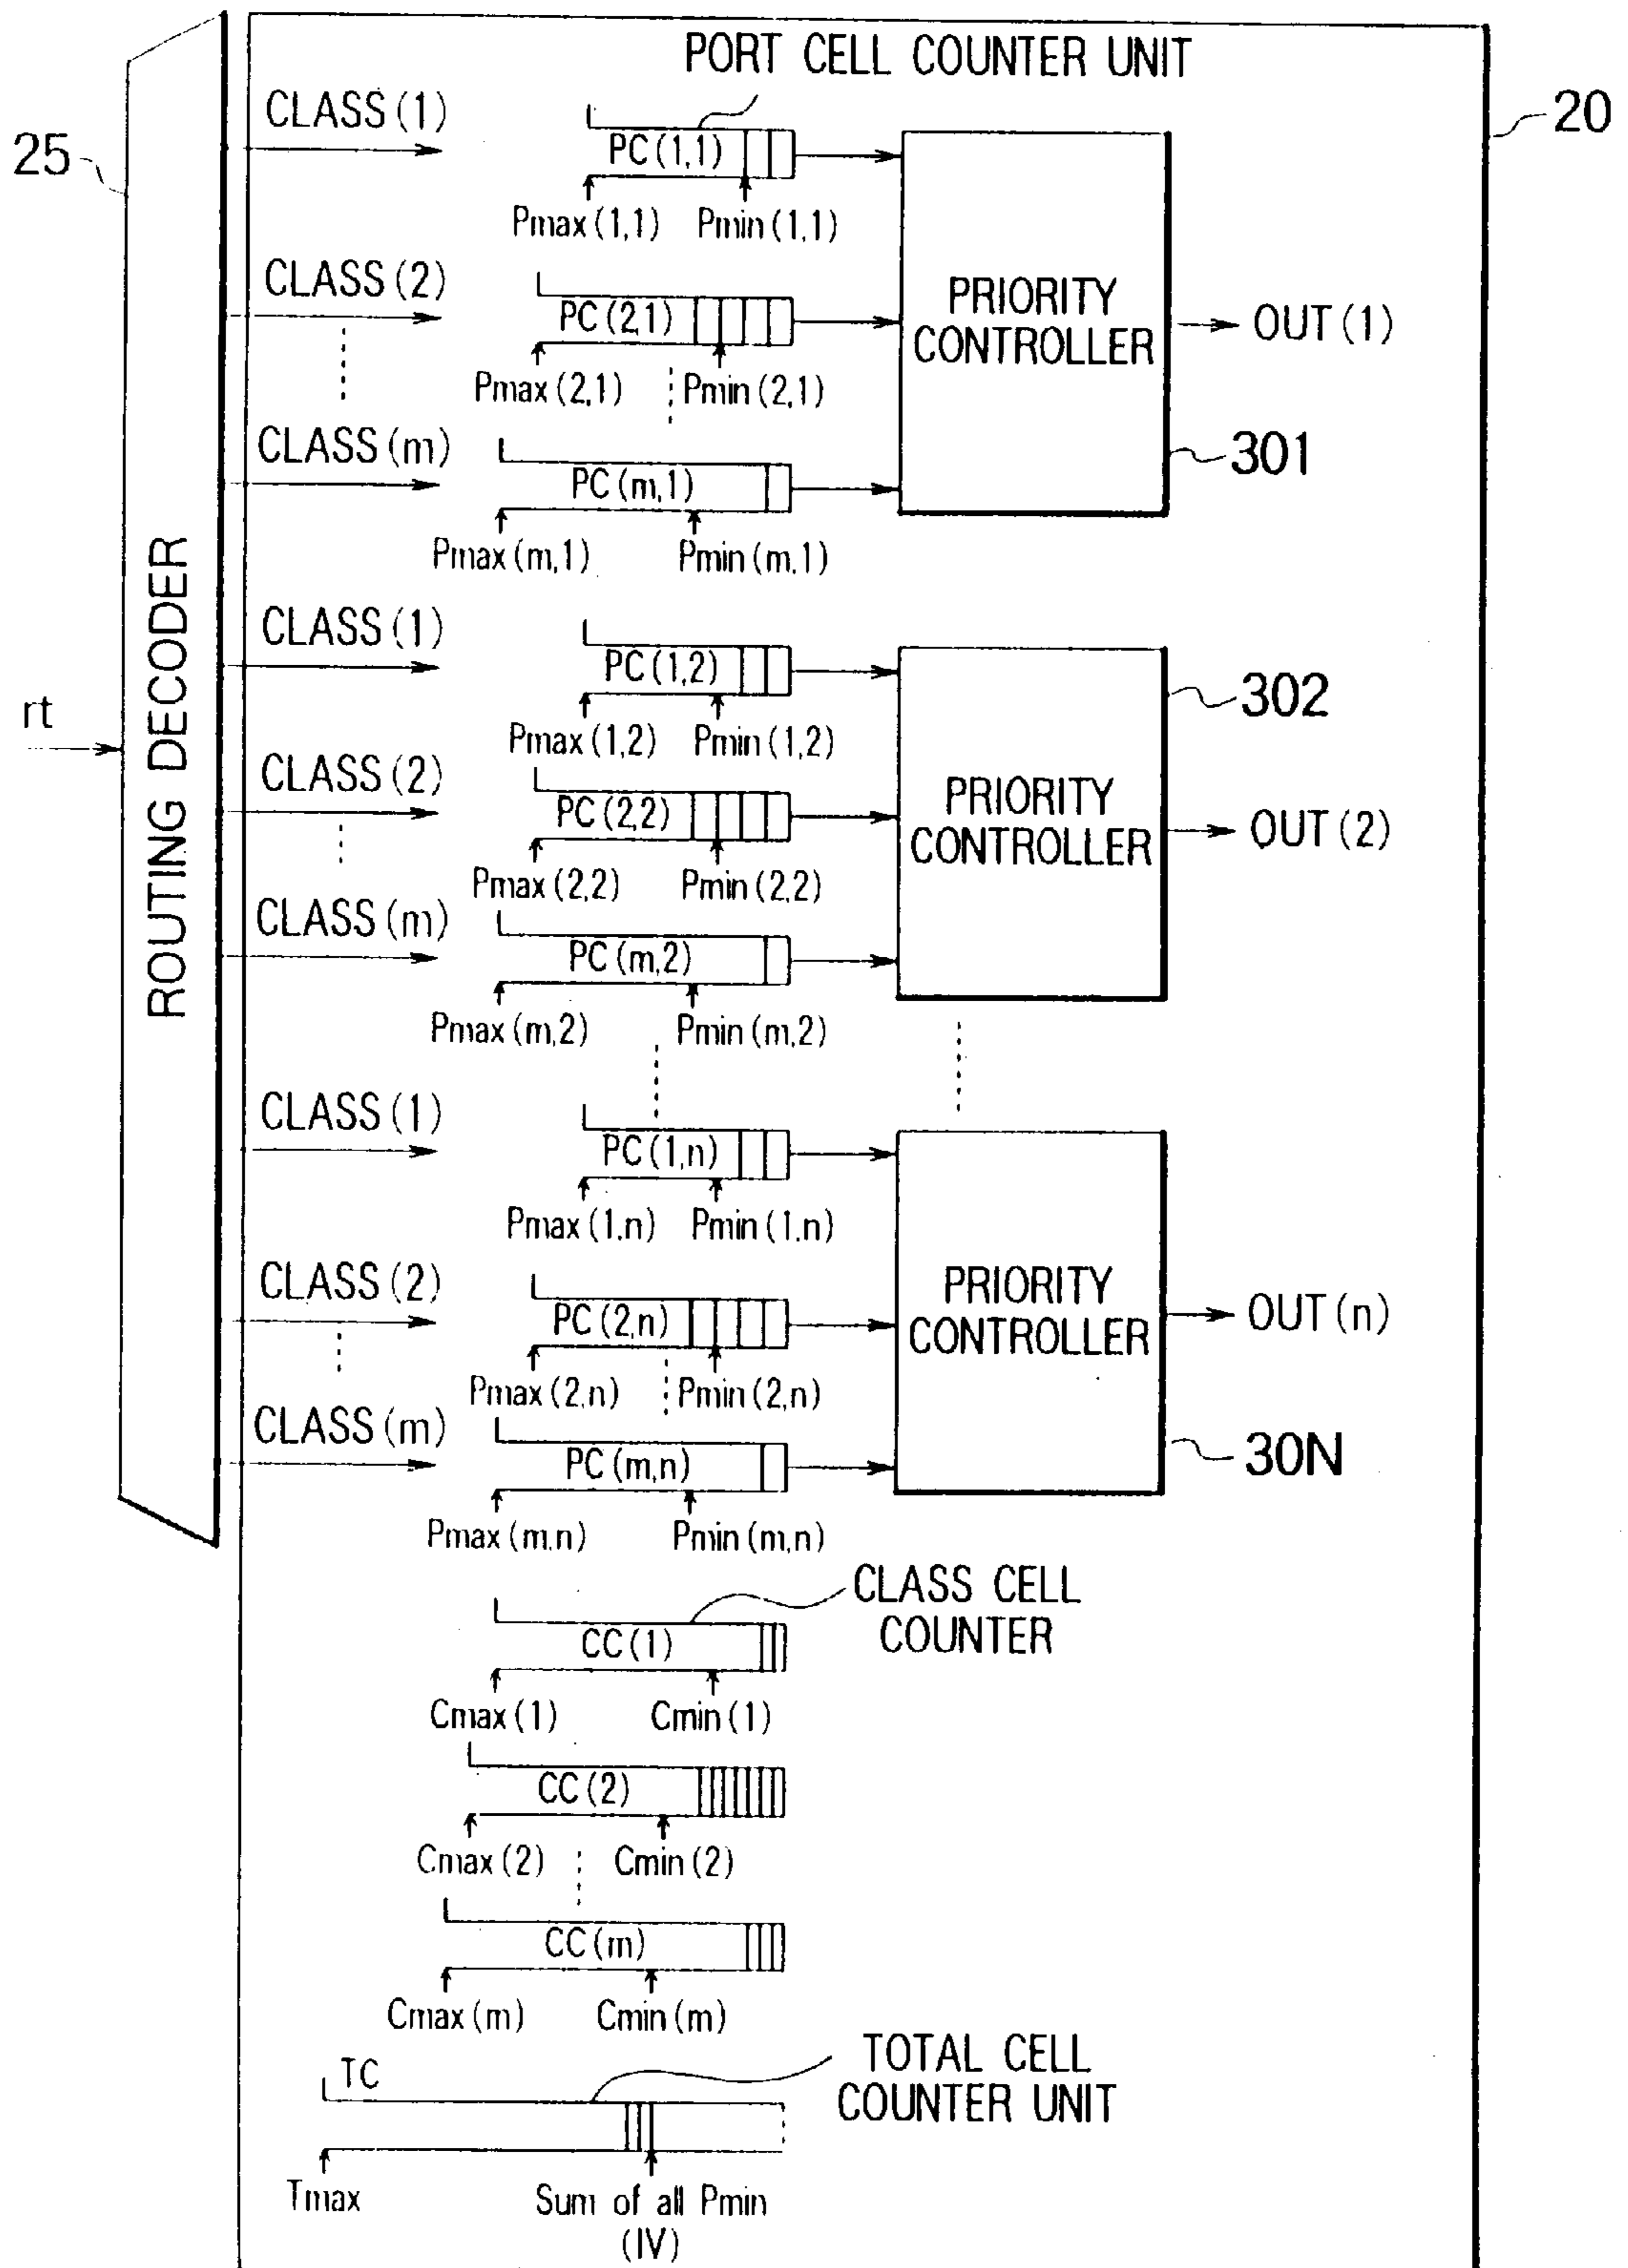 PORT CELL COUNTER UNIT
20
25
CLASS(1)
PC(1,1)
Pmax(1,1) Pmin(1,1)
CLASS(2)
PC(2,1)
Pmax(2,1) Pmin(2,1)
CLASS(m)
PC(m,1)
Pmax(m,1) Pmin(m,1)
PRIORITY
CONTROLLER
OUT(1)
301
ROUTING DECODER
rt
CLASS(1)
PC(1,2)
Pmax(1,2) Pmin(1,2)
CLASS(2)
PC(2,2)
Pmax(2,2) Pmin(2,2)
CLASS(m)
PC(m,2)
Pmax(m,2) Pmin(m,2)
302
PRIORITY
CONTROLLER
OUT(2)
CLASS(1)
PC(1,n)
Pmax(1,n) Pmin(1,n)
CLASS(2)
PC(2,n)
Pmax(2,n) Pmin(2,n)
CLASS(m)
PC(m,n)
Pmax(m,n) Pmin(m,n)
PRIORITY
CONTROLLER
OUT(n)
30N
CLASS CELL
COUNTER
CC(1)
Cmax(1) Cmin(1)
CC(2)
Cmax(2) Cmin(2)
CC(m)
Cmax(m) Cmin(m)
TOTAL CELL
COUNTER UNIT
TC
Tmax
Sum of all Pmin
(IV)